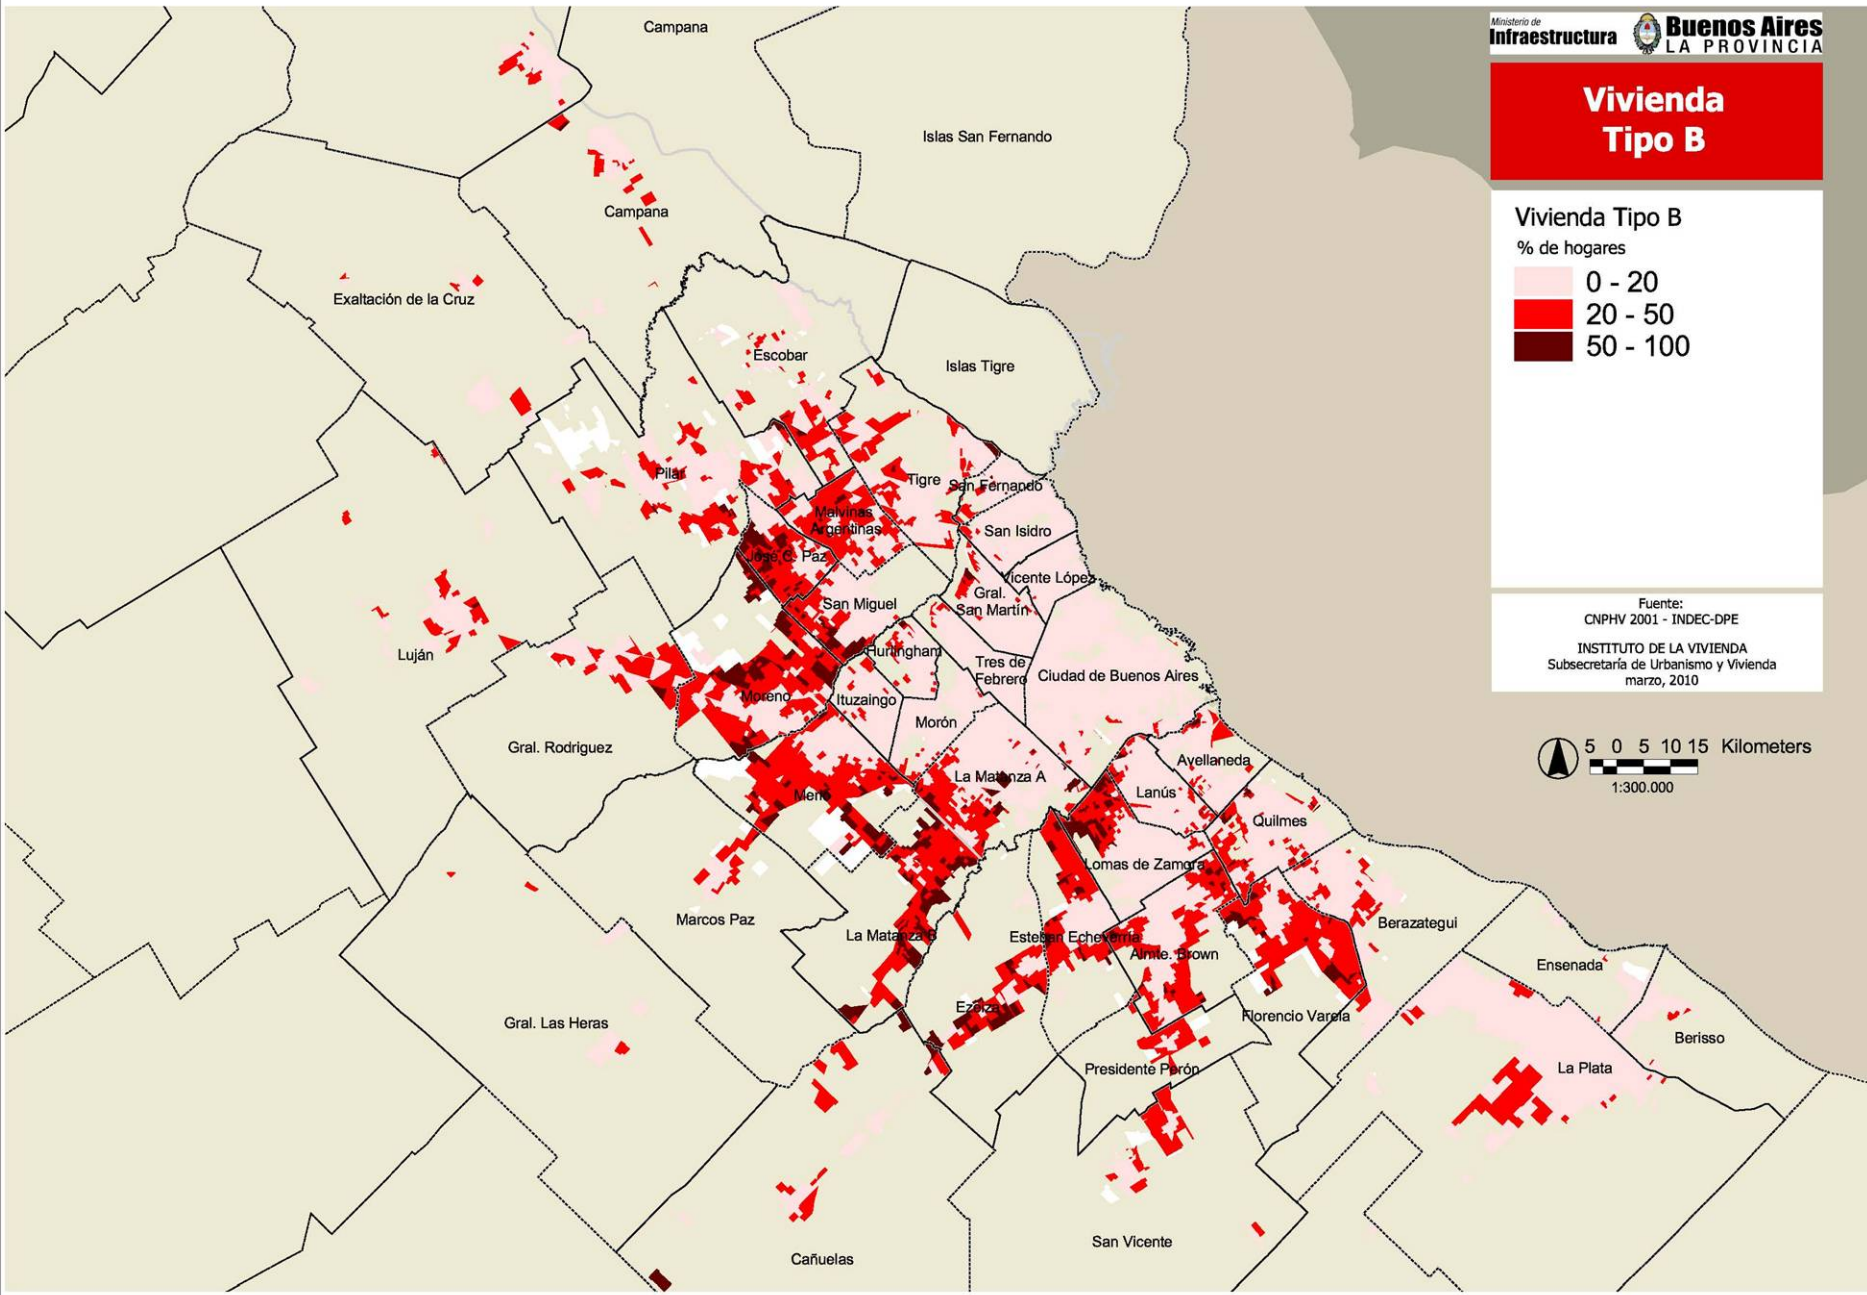 Ministerio de
Infraestructura
Buenos Aires
LA PROVINCIA
Vivienda
Tipo B
Vivienda Tipo B
% de hogares
0 - 20
20 - 50
50 - 100
Fuente:
CNPHV 2001 - INDEC-DPE
INSTITUTO DE LA VIVIENDA
Subsecretaría de Urbanismo y Vivienda
marzo, 2010
5 0 5 10 15 Kilometers
1:300.000
Campana
Islas San Fernando
Campana
Exaltación de la Cruz
Escobar
Islas Tigre
Pilar
Tigre
San Fernando
Malvinas
Argentinas
San Isidro
José C. Paz
Vicente López
Gral.
San Martín
San Miguel
Hurlingham
Luján
Tres de
Febrero
Ciudad de Buenos Aires
Moreno
Ituzaingo
Morón
Gral. Rodriguez
Avellaneda
La Matanza A
Lanús
Merlo
Quilmes
Lomas de Zamora
Marcos Paz
Berazategui
La Matanza B
Esteban Echeverria
Almte. Brown
Ensenada
Ezeiza
Florencio Varela
Gral. Las Heras
Berisso
Presidente Perón
La Plata
San Vicente
Cañuelas